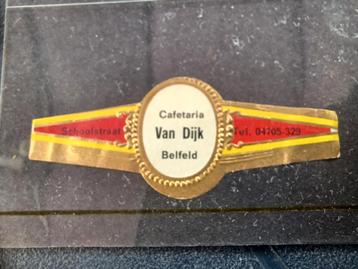 Schoolstraat
Cafetaria
Van Dijk
Belfeld
Tel. 04705-329